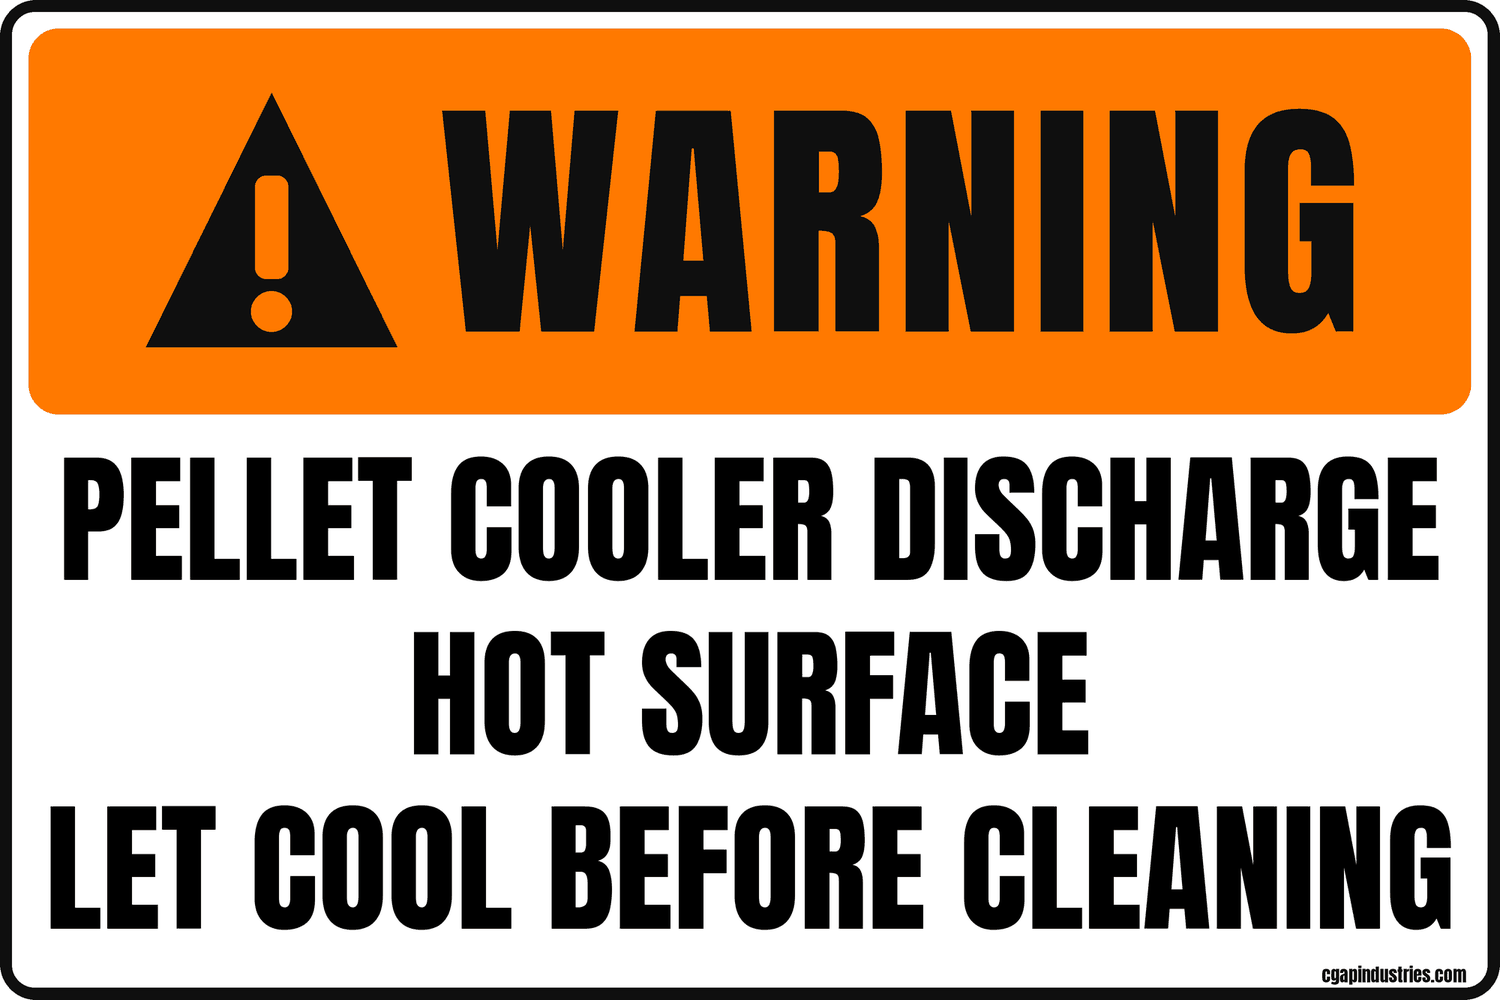 WARNING
PELLET COOLER DISCHARGE
HOT SURFACE
LET COOL BEFORE CLEANING
cgapindustries.com